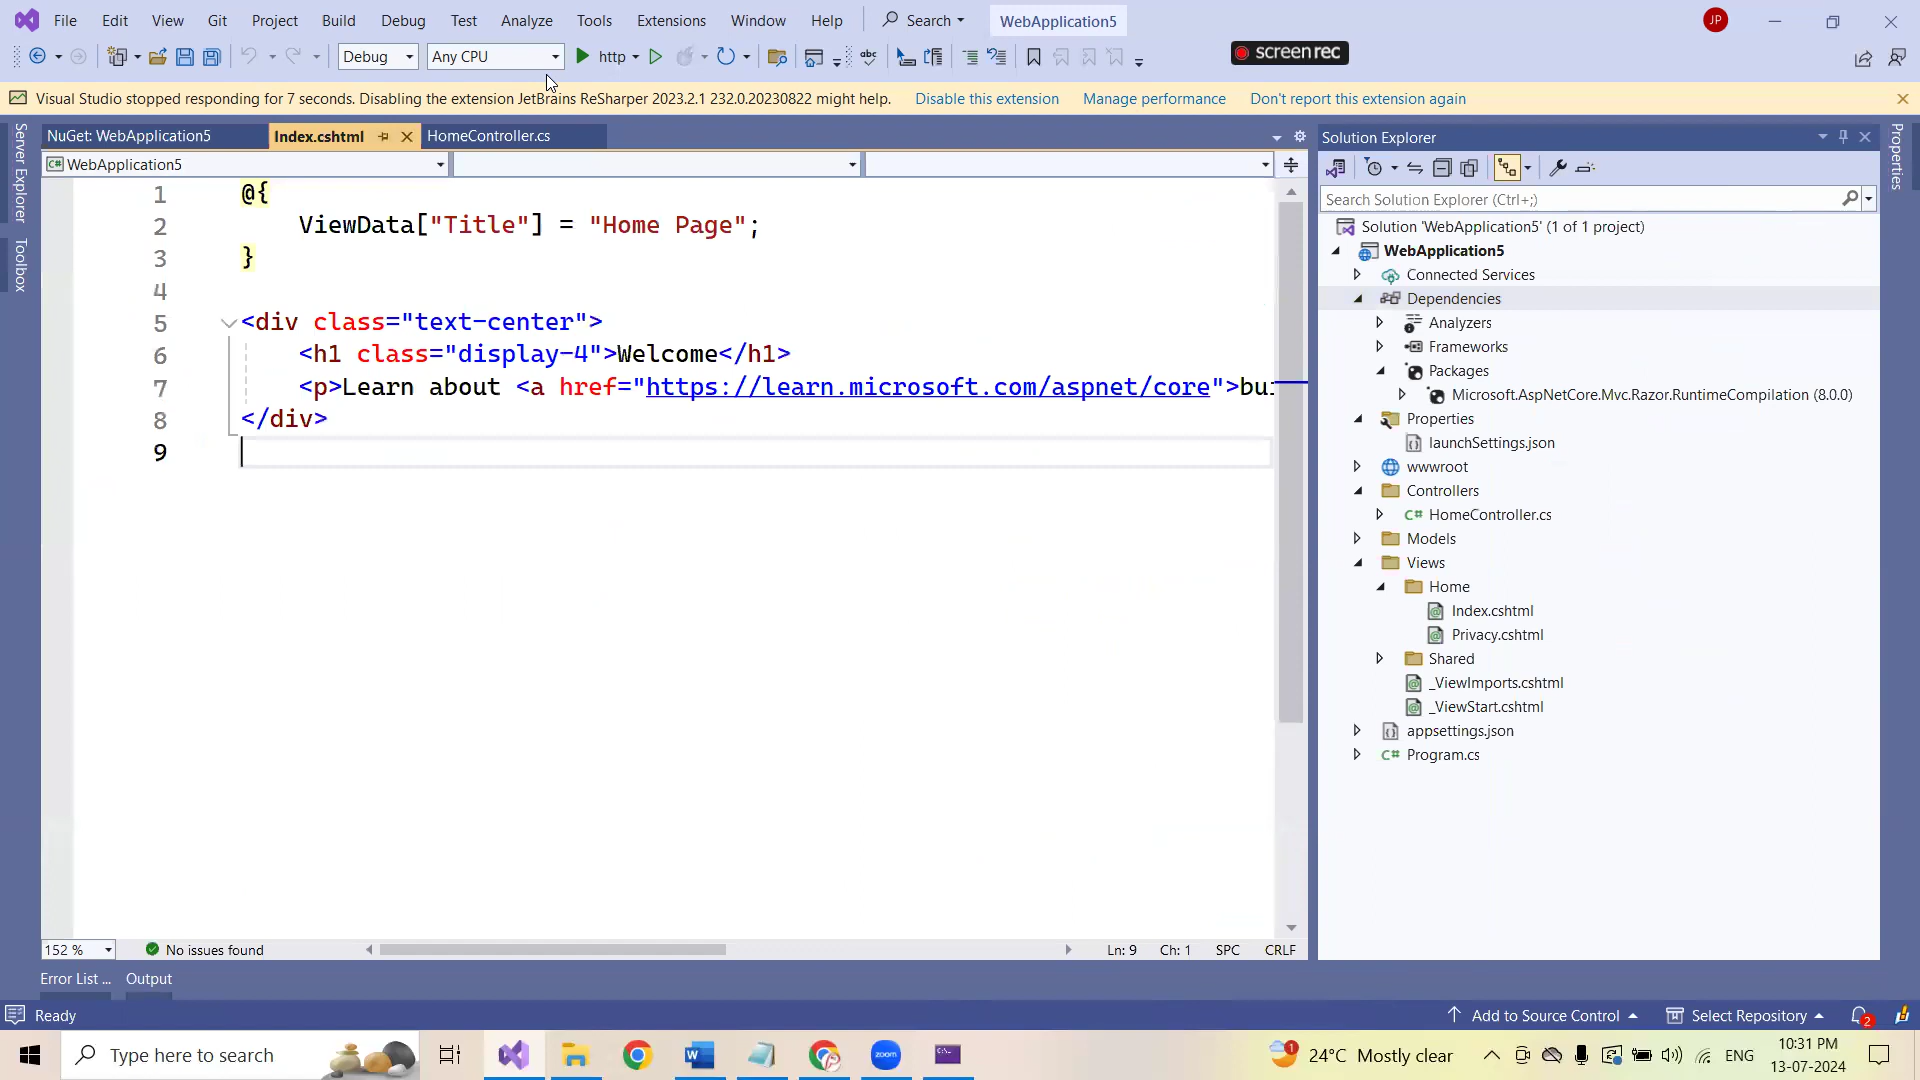 File Edit View Git Project Build Debug Test Analyze Tools Extensions Window Help Search WebApplication5 JP
Debug Any CPU http abc screenrec
Visual Studio stopped responding for 7 seconds. Disabling the extension JetBrains ReSharper 2023.2.1 232.0.20230822 might help. Disable this extension Manage performance Don't report this extension again
Server Explorer
Toolbox
NuGet: WebApplication5 Index.cshtml HomeController.cs
C# WebApplication5
1 @{
2 ViewData["Title"] = "Home Page";
3 }
4
5 <div class="text-center">
6 <h1 class="display-4">Welcome</h1>
7 <p>Learn about <a href="https://learn.microsoft.com/aspnet/core">bui
8 </div>
9
152 % No issues found Ln: 9 Ch: 1 SPC CRLF
Error List ... Output
Solution Explorer
Search Solution Explorer (Ctrl+;)
Solution 'WebApplication5' (1 of 1 project)
WebApplication5
Connected Services
Dependencies
Analyzers
Frameworks
Packages
Microsoft.AspNetCore.Mvc.Razor.RuntimeCompilation (8.0.0)
Properties
launchSettings.json
wwwroot
Controllers
C# HomeController.cs
Models
Views
Home
Index.cshtml
Privacy.cshtml
Shared
_ViewImports.cshtml
_ViewStart.cshtml
appsettings.json
C# Program.cs
Properties
Ready Add to Source Control Select Repository 2
Type here to search zoom 1 24°C Mostly clear ENG 10:31 PM
13-07-2024